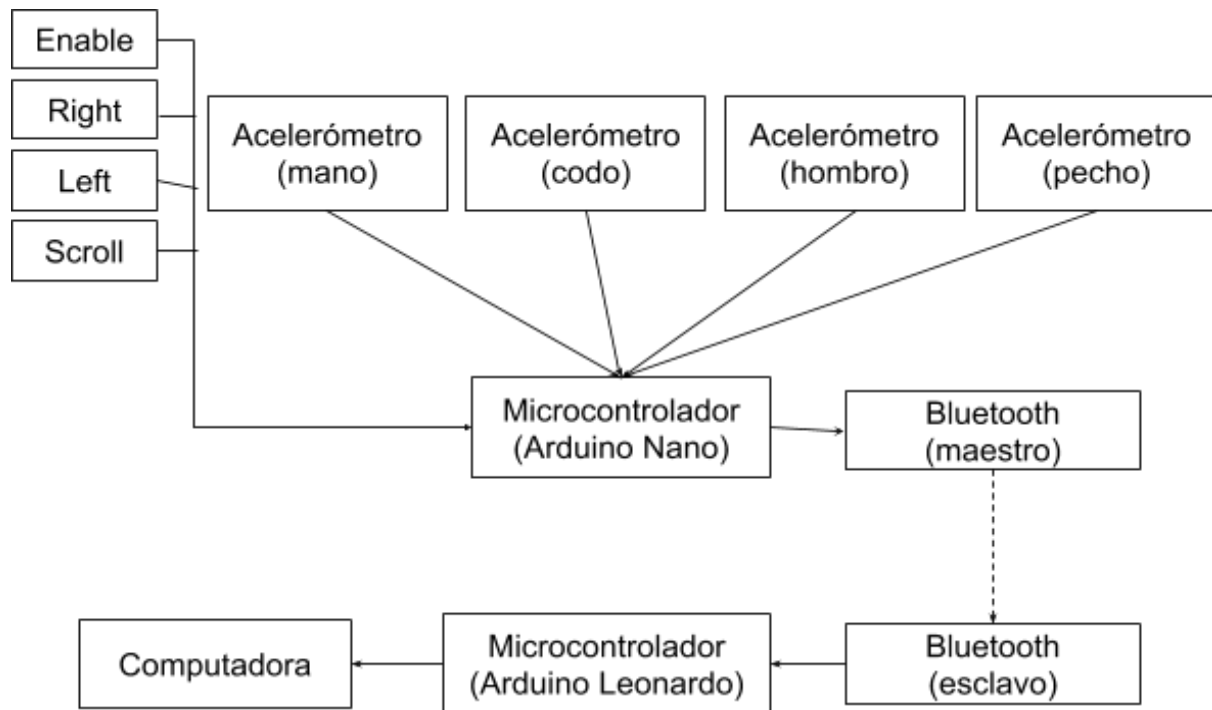 Enable
Right
Left
Scroll
Acelerómetro
(mano)
Acelerómetro
(codo)
Acelerómetro
(hombro)
Acelerómetro
(pecho)
Microcontrolador
(Arduino Nano)
Bluetooth
(maestro)
Computadora
Microcontrolador
(Arduino Leonardo)
Bluetooth
(esclavo)